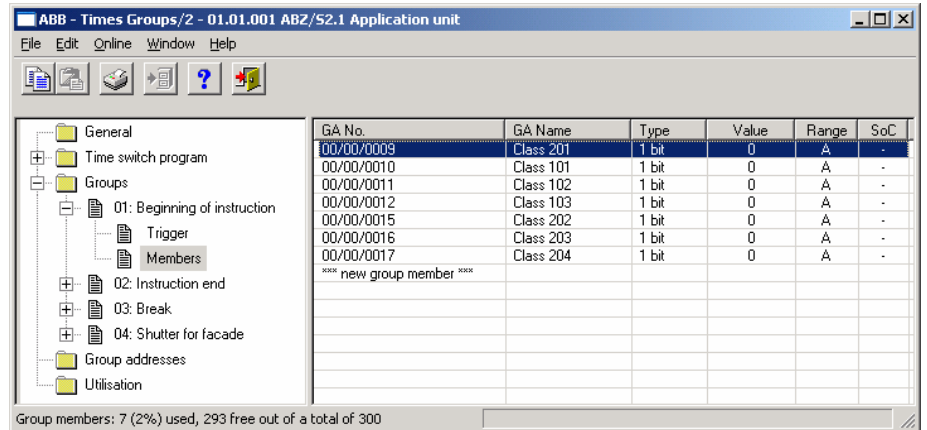 ABB - Times Groups/2 - 01.01.001 ABZ/S2.1 Application unit
File Edit Online Window Help
General
Time switch program
Groups
01: Beginning of instruction
Trigger
Members
02: Instruction end
03: Break
04: Shutter for facade
Group addresses
Utilisation
GA No. GA Name Type Value Range SoC
00/00/0009 Class 201 1 bit 0 A -
00/00/0010 Class 101 1 bit 0 A -
00/00/0011 Class 102 1 bit 0 A -
00/00/0012 Class 103 1 bit 0 A -
00/00/0015 Class 202 1 bit 0 A -
00/00/0016 Class 203 1 bit 0 A -
00/00/0017 Class 204 1 bit 0 A -
*** new group member ***
Group members: 7 (2%) used, 293 free out of a total of 300